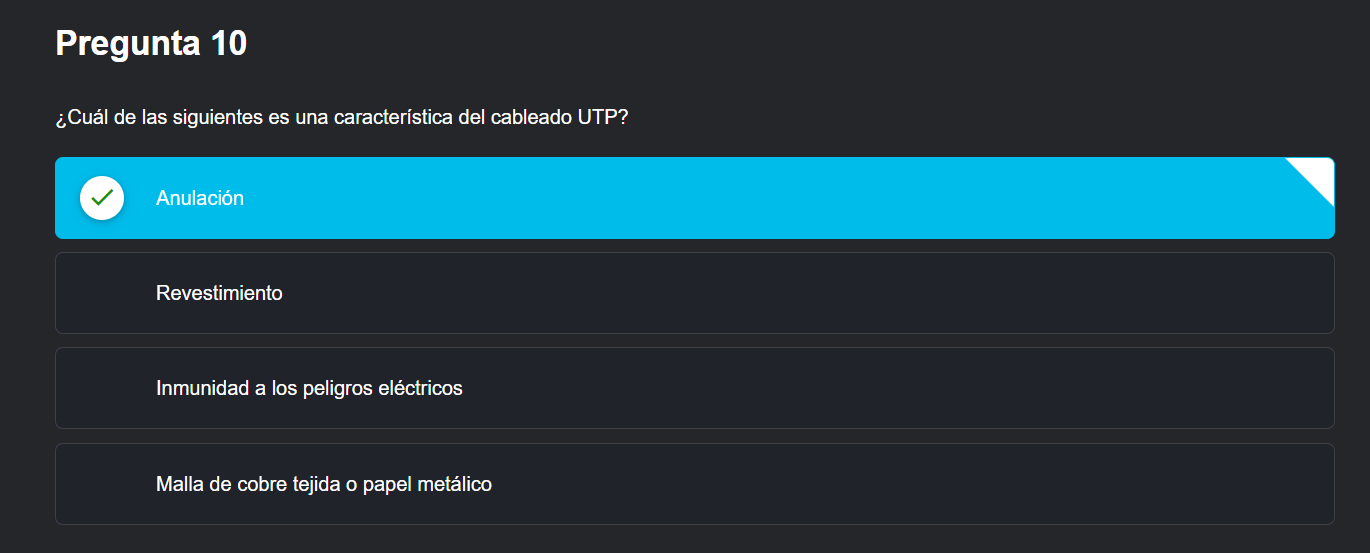 Pregunta 10
¿Cuál de las siguientes es una característica del cableado UTP?
Anulación
Revestimiento
Inmunidad a los peligros eléctricos
Malla de cobre tejida o papel metálico